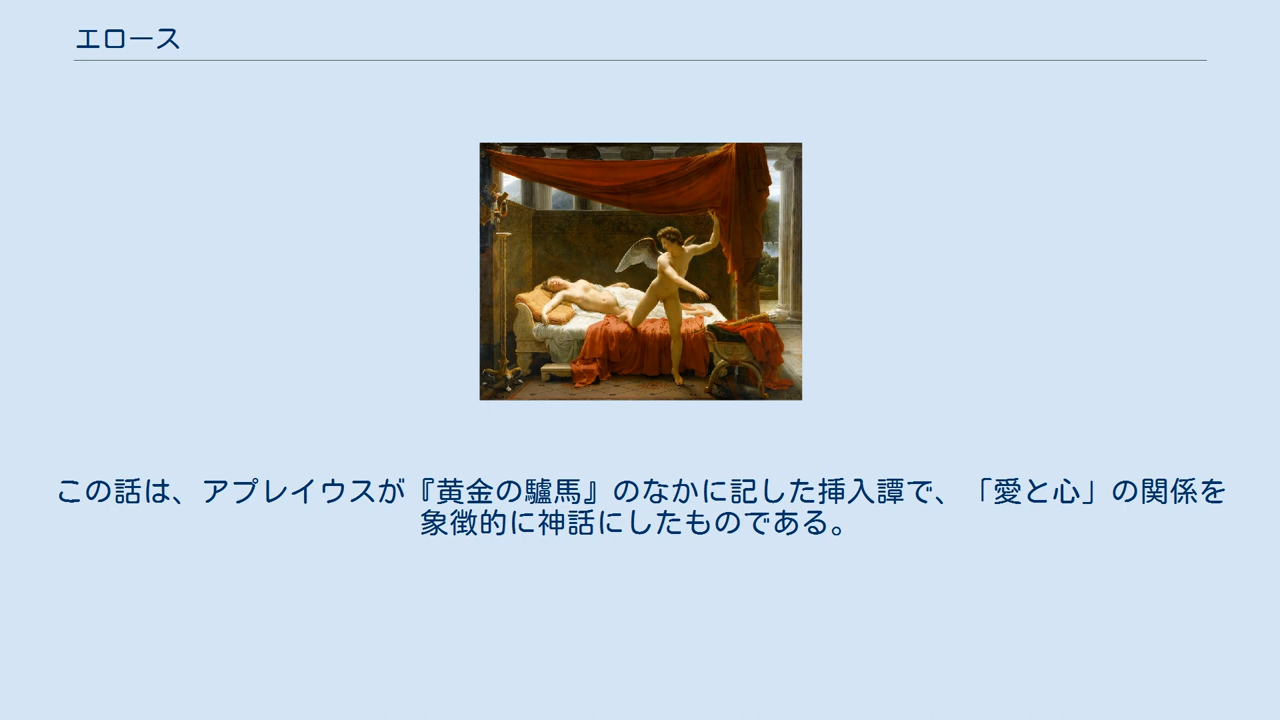 エロース
この話は、アプレイウスが『黄金の驢馬』のなかに記した挿入譚で、「愛と心」の関係を
象徴的に神話にしたものである。